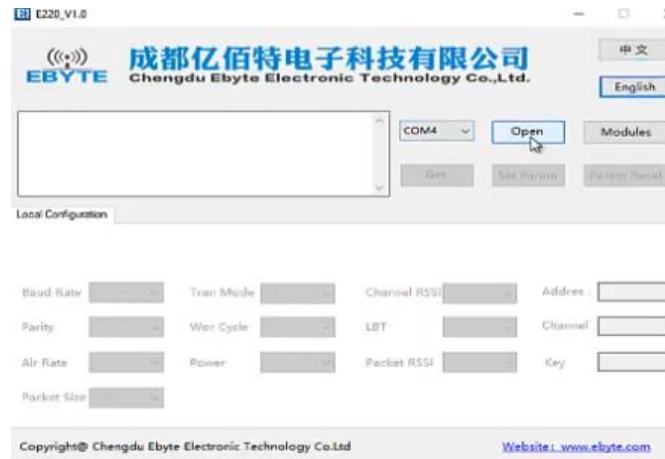 E220_V1.0
((·))
EBYTE
成都亿佰特电子科技有限公司
Chengdu Ebyte Electronic Technology Co.,Ltd.
中文
English
COM4
Open
Modules
Get
Set Param
Param Reset
Local Configuration
Baud Rate
Tran Mode
Channel RSSI
Addres
Parity
Wor Cycle
LBT
Channel
Air Rate
Power
Packet RSSI
Key
Packet Size
Copyright@ Chengdu Ebyte Electronic Technology Co.Ltd
Website: www.ebyte.com